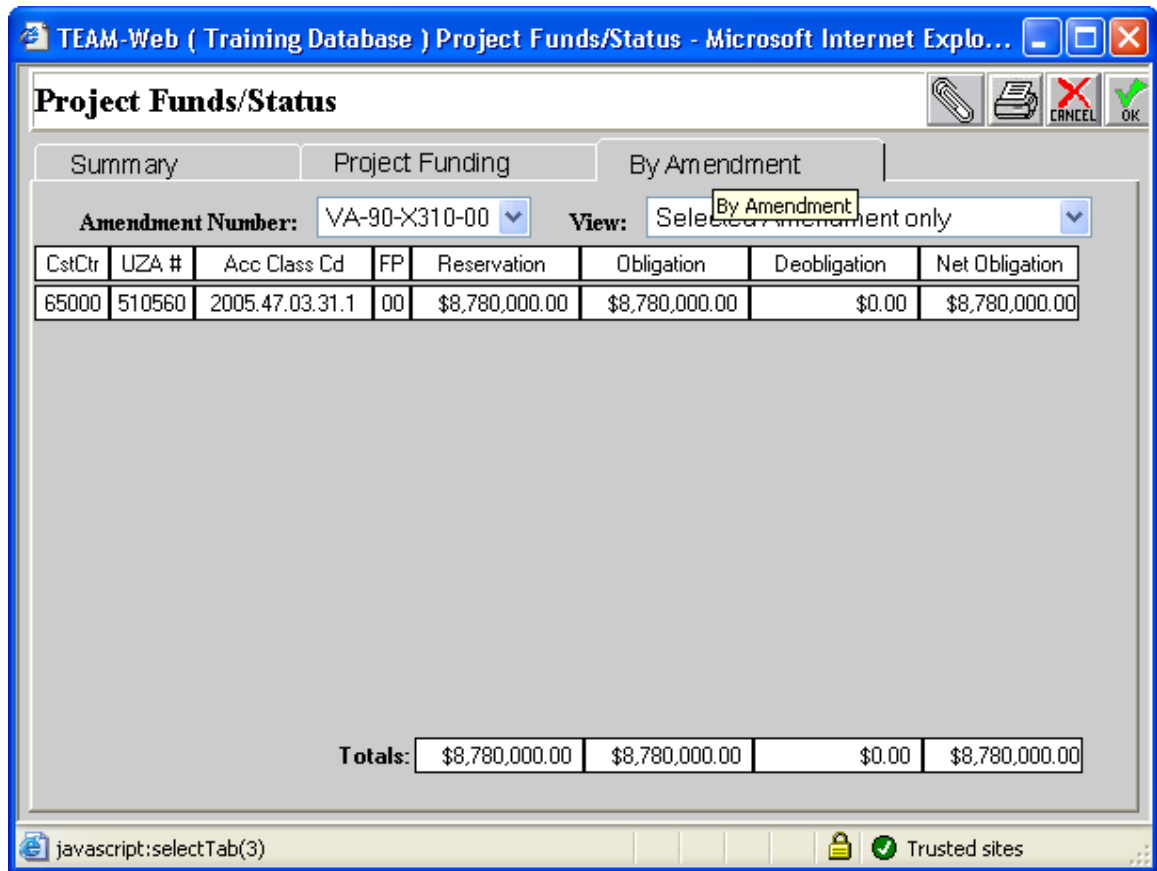 TEAM-Web ( Training Database ) Project Funds/Status - Microsoft Internet Explo...
Project Funds/Status
CANCEL OK
Summary Project Funding By Amendment
By Amendment
Amendment Number: VA-90-X310-00 View: Selected Amendment only
CstCtr UZA # Acc Class Cd FP Reservation Obligation Deobligation Net Obligation
65000 510560 2005.47.03.31.1 00 $8,780,000.00 $8,780,000.00 $0.00 $8,780,000.00
Totals: $8,780,000.00 $8,780,000.00 $0.00 $8,780,000.00
javascript:selectTab(3) Trusted sites